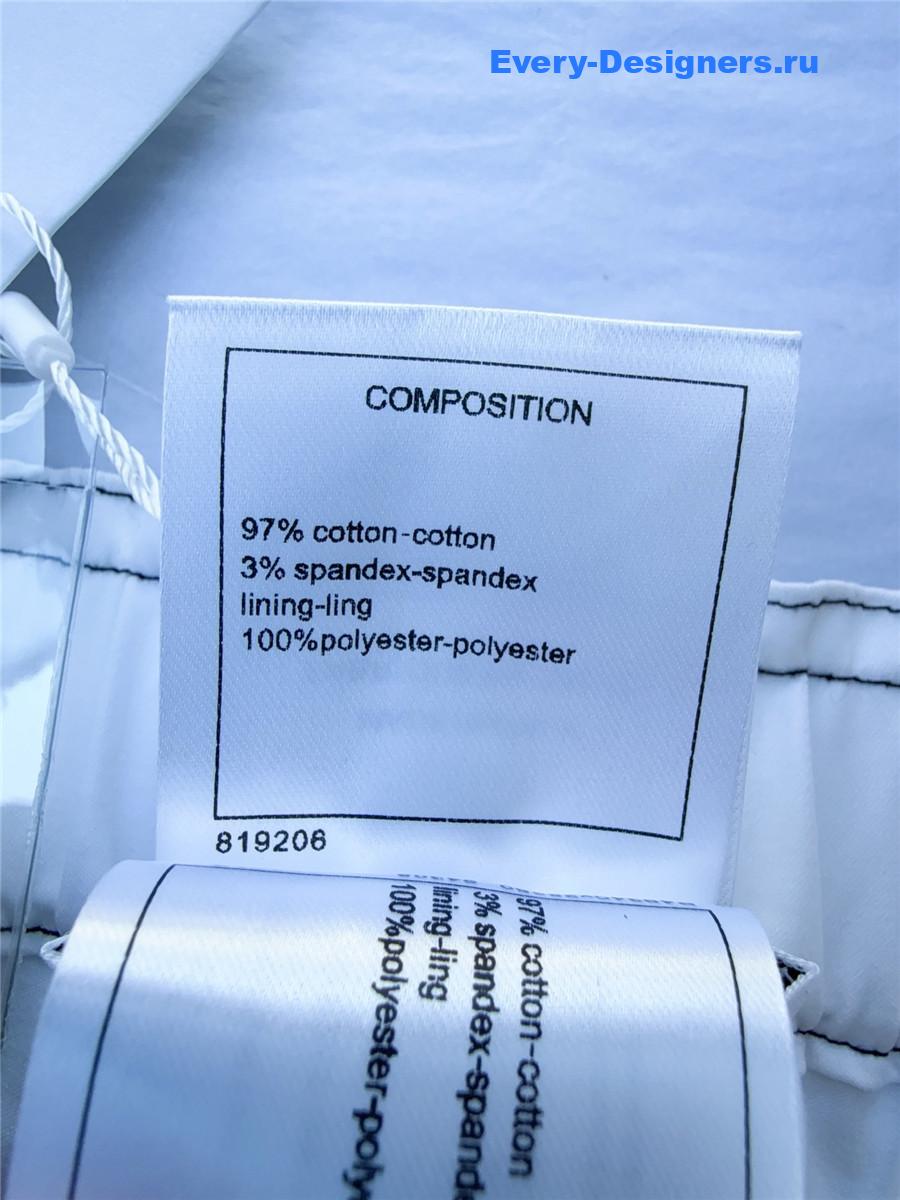 Every-Designers.ru
COMPOSITION
97% cotton-cotton
3% spandex-spandex
lining-ling
100%polyester-polyester
819206
97% cotton-cotton
3% spandex-spand
lining-ling
100%polyester-poly